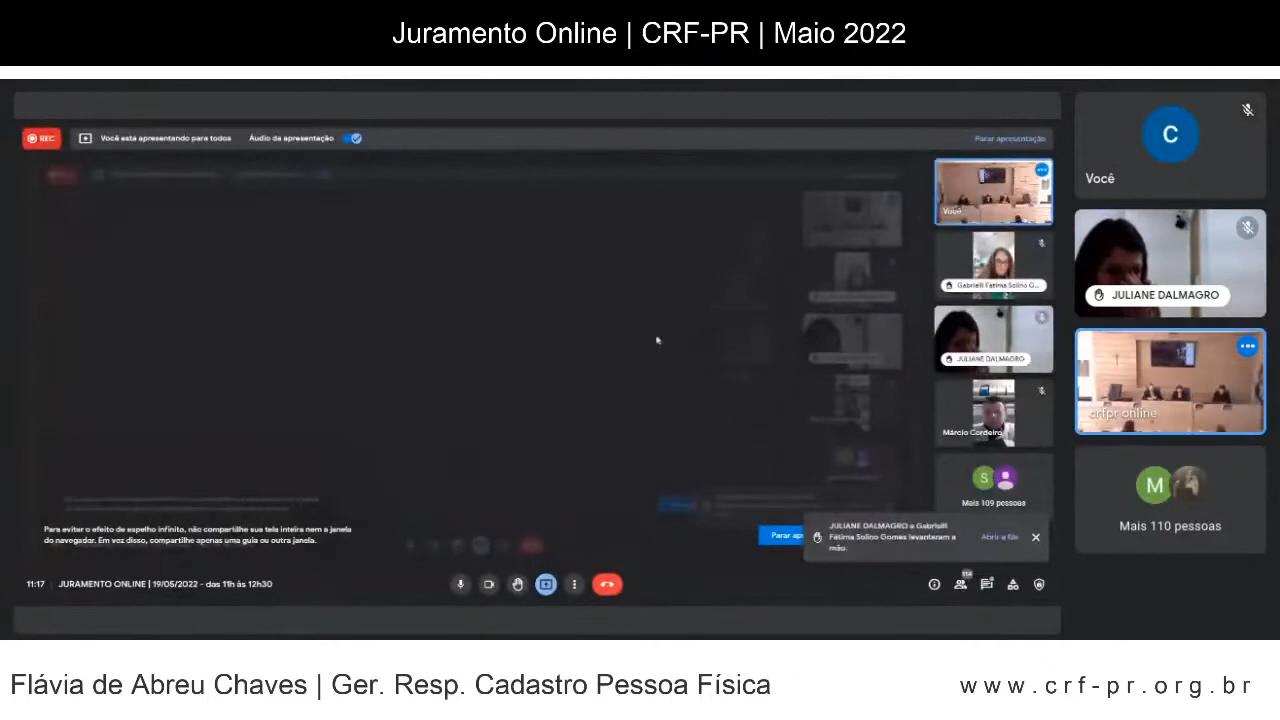 Juramento Online | CRF-PR | Maio 2022
REC
Você está apresentando para todos
Áudio da apresentação
Parar apresentação
C
Você
Você
Gabrielli Fátima Solino G...
JULIANE DALMAGRO
JULIANE DALMAGRO
Márcio Cordeiro
crfpr online
S
Mais 109 pessoas
M
Mais 110 pessoas
Para evitar o efeito de espelho infinito, não compartilhe sua tela inteira nem a janela
do navegador. Em vez disso, compartilhe apenas uma guia ou outra janela.
Parar ap
JULIANE DALMAGRO e Gabrielli
Fátima Solino Gomes levantaram a
mão.
Abrir a fila
11:17
JURAMENTO ONLINE | 19/05/2022 - das 11h às 12h30
114
Flávia de Abreu Chaves | Ger. Resp. Cadastro Pessoa Física
www.crf-pr.org.br